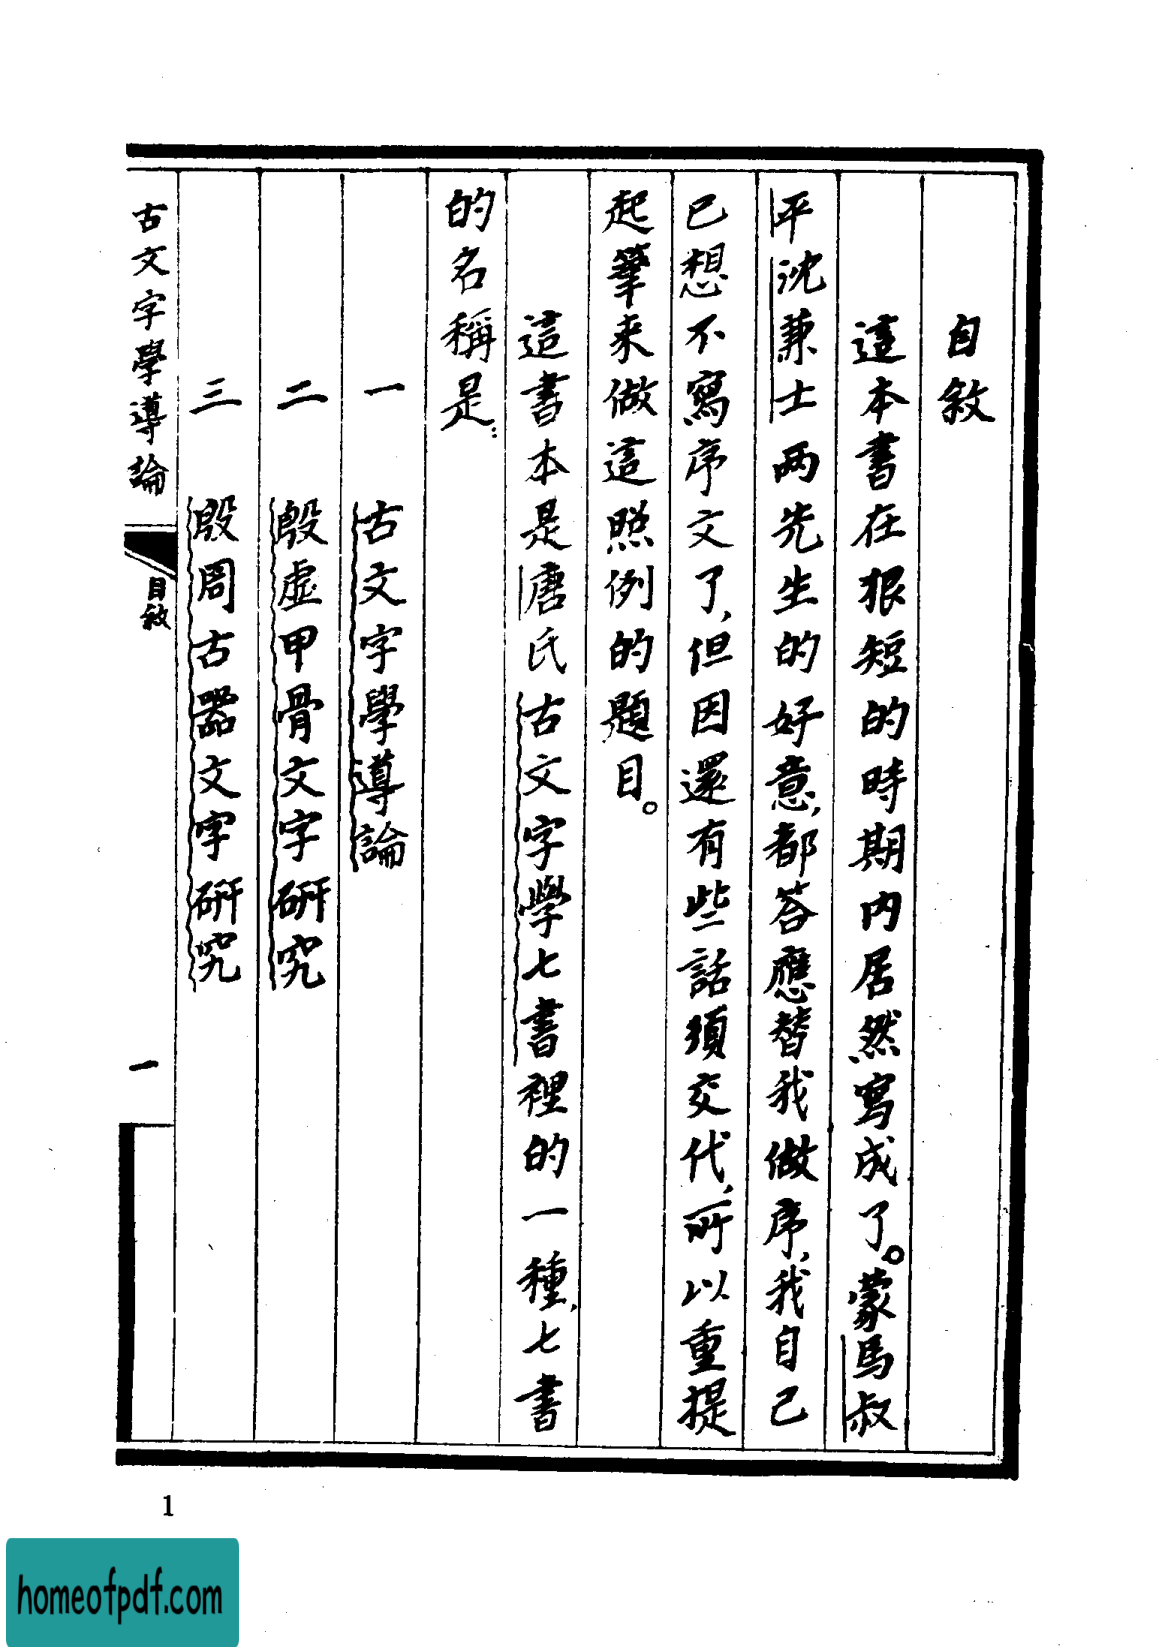 自敘
這本書在狠短的時期內居然寫成了。蒙馬叔
平沈兼士兩先生的好意,都答應替我做序,我自己
已想不寫序文了,但因還有些話須交代,所以重提
起筆来做這照例的題目。
這書本是唐氏古文字學七書裡的一種,七書
的名稱是:
一 古文字學導論
二 殷虛甲骨文字研究
三 殷周古器文字研究
古文字學導論
自敘
一
1
homeofpdf.com